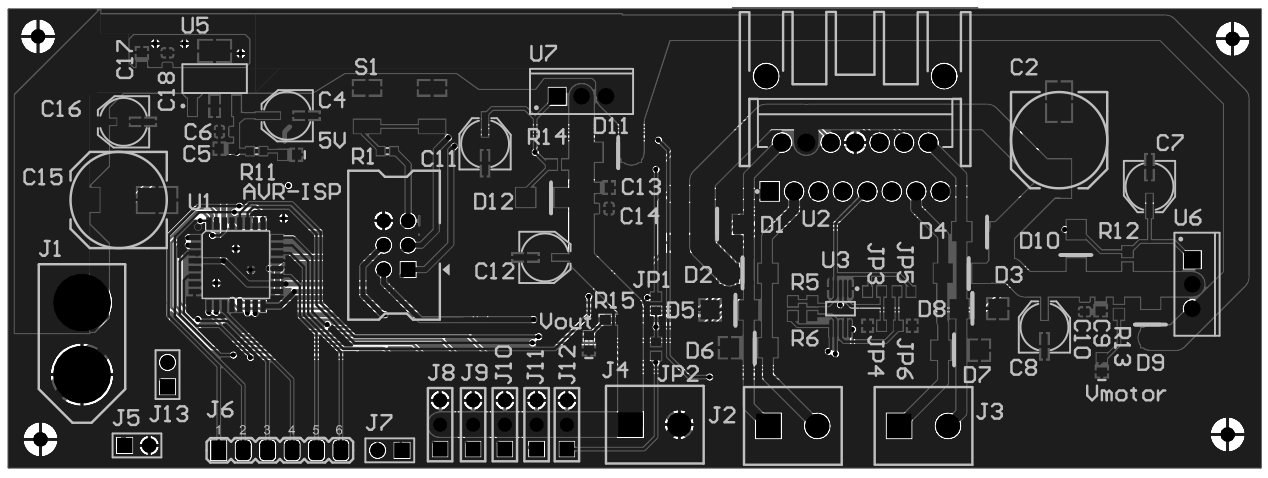 U5
C17
C18
C16
S1
U7
C2
C4
C6
C5
5V
R11
R1
C11
R14
D11
C7
C15
AVR-ISP
U1
D12
C13
C14
D1
U2
D4
D10
R12
U6
J1
C12
JP1
D2
U3
JP3
JP5
D3
R5
R15
Vout
D5
D8
R6
D6
JP4
JP6
D7
C8
C10
C9
R13
D9
Vmotor
J13
J5
J6
1 2 3 4 5 6
J7
J8
J9
J10
J11
J12
J4
JP2
J2
J3